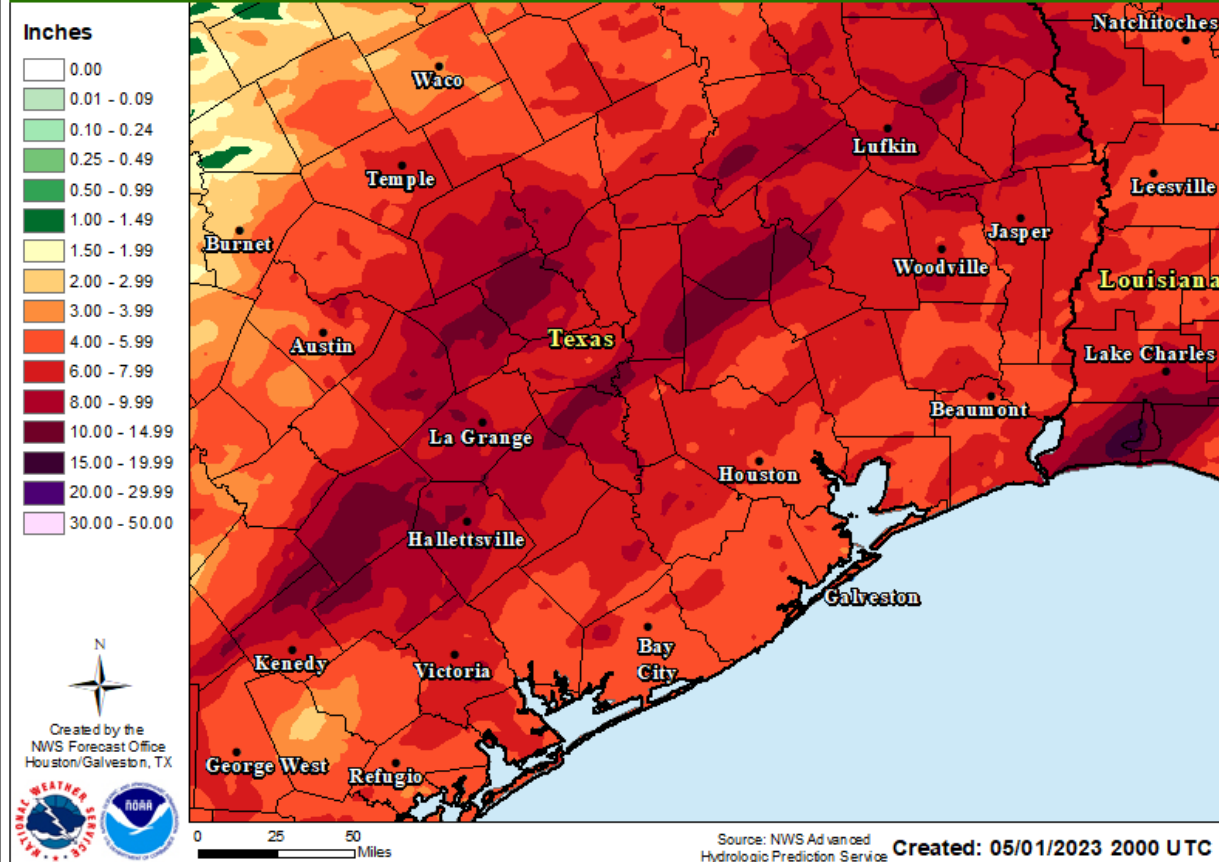 Inches
0.00
0.01 - 0.09
0.10 - 0.24
0.25 - 0.49
0.50 - 0.99
1.00 - 1.49
1.50 - 1.99
2.00 - 2.99
3.00 - 3.99
4.00 - 5.99
6.00 - 7.99
8.00 - 9.99
10.00 - 14.99
15.00 - 19.99
20.00 - 29.99
30.00 - 50.00
N
Created by the
NWS Forecast Office
Houston/Galveston, TX
NATIONAL WEATHER SERVICE
NOAA
Natchitoches
Waco
Lufkin
Temple
Leesville
Burnet
Jasper
Woodville
Louisiana
Texas
Austin
Lake Charles
Beaumont
La Grange
Houston
Hallettsville
Galveston
Bay
City
Kenedy
Victoria
George West
Refugio
0 25 50
Miles
Source: NWS Advanced
Hydrologic Prediction Service
Created: 05/01/2023 2000 UTC